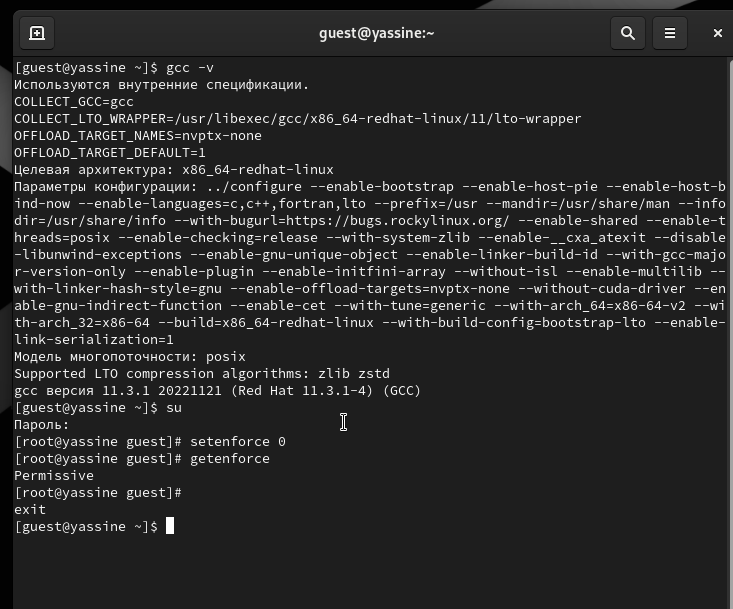 guest@yassine:~
[guest@yassine ~]$ gcc -v
Используются внутренние спецификации.
COLLECT_GCC=gcc
COLLECT_LTO_WRAPPER=/usr/libexec/gcc/x86_64-redhat-linux/11/lto-wrapper
OFFLOAD_TARGET_NAMES=nvptx-none
OFFLOAD_TARGET_DEFAULT=1
Целевая архитектура: x86_64-redhat-linux
Параметры конфигурации: ../configure --enable-bootstrap --enable-host-pie --enable-host-b
ind-now --enable-languages=c,c++,fortran,lto --prefix=/usr --mandir=/usr/share/man --info
dir=/usr/share/info --with-bugurl=https://bugs.rockylinux.org/ --enable-shared --enable-t
hreads=posix --enable-checking=release --with-system-zlib --enable-__cxa_atexit --disable
-libunwind-exceptions --enable-gnu-unique-object --enable-linker-build-id --with-gcc-majo
r-version-only --enable-plugin --enable-initfini-array --without-isl --enable-multilib --
with-linker-hash-style=gnu --enable-offload-targets=nvptx-none --without-cuda-driver --en
able-gnu-indirect-function --enable-cet --with-tune=generic --with-arch_64=x86-64-v2 --wi
th-arch_32=x86-64 --build=x86_64-redhat-linux --with-build-config=bootstrap-lto --enable-
link-serialization=1
Модель многопоточности: posix
Supported LTO compression algorithms: zlib zstd
gcc версия 11.3.1 20221121 (Red Hat 11.3.1-4) (GCC)
[guest@yassine ~]$ su
Пароль:
[root@yassine guest]# setenforce 0
[root@yassine guest]# getenforce
Permissive
[root@yassine guest]#
exit
[guest@yassine ~]$